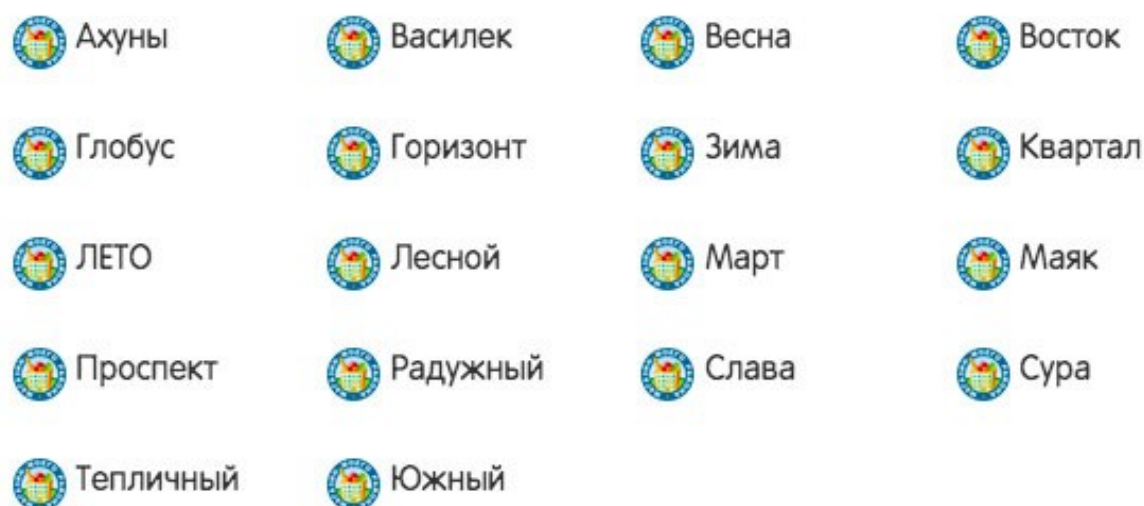 Ахуны Василек Весна Восток
Глобус Горизонт Зима Квартал
ЛЕТО Лесной Март Маяк
Проспект Радужный Слава Сура
Тепличный Южный